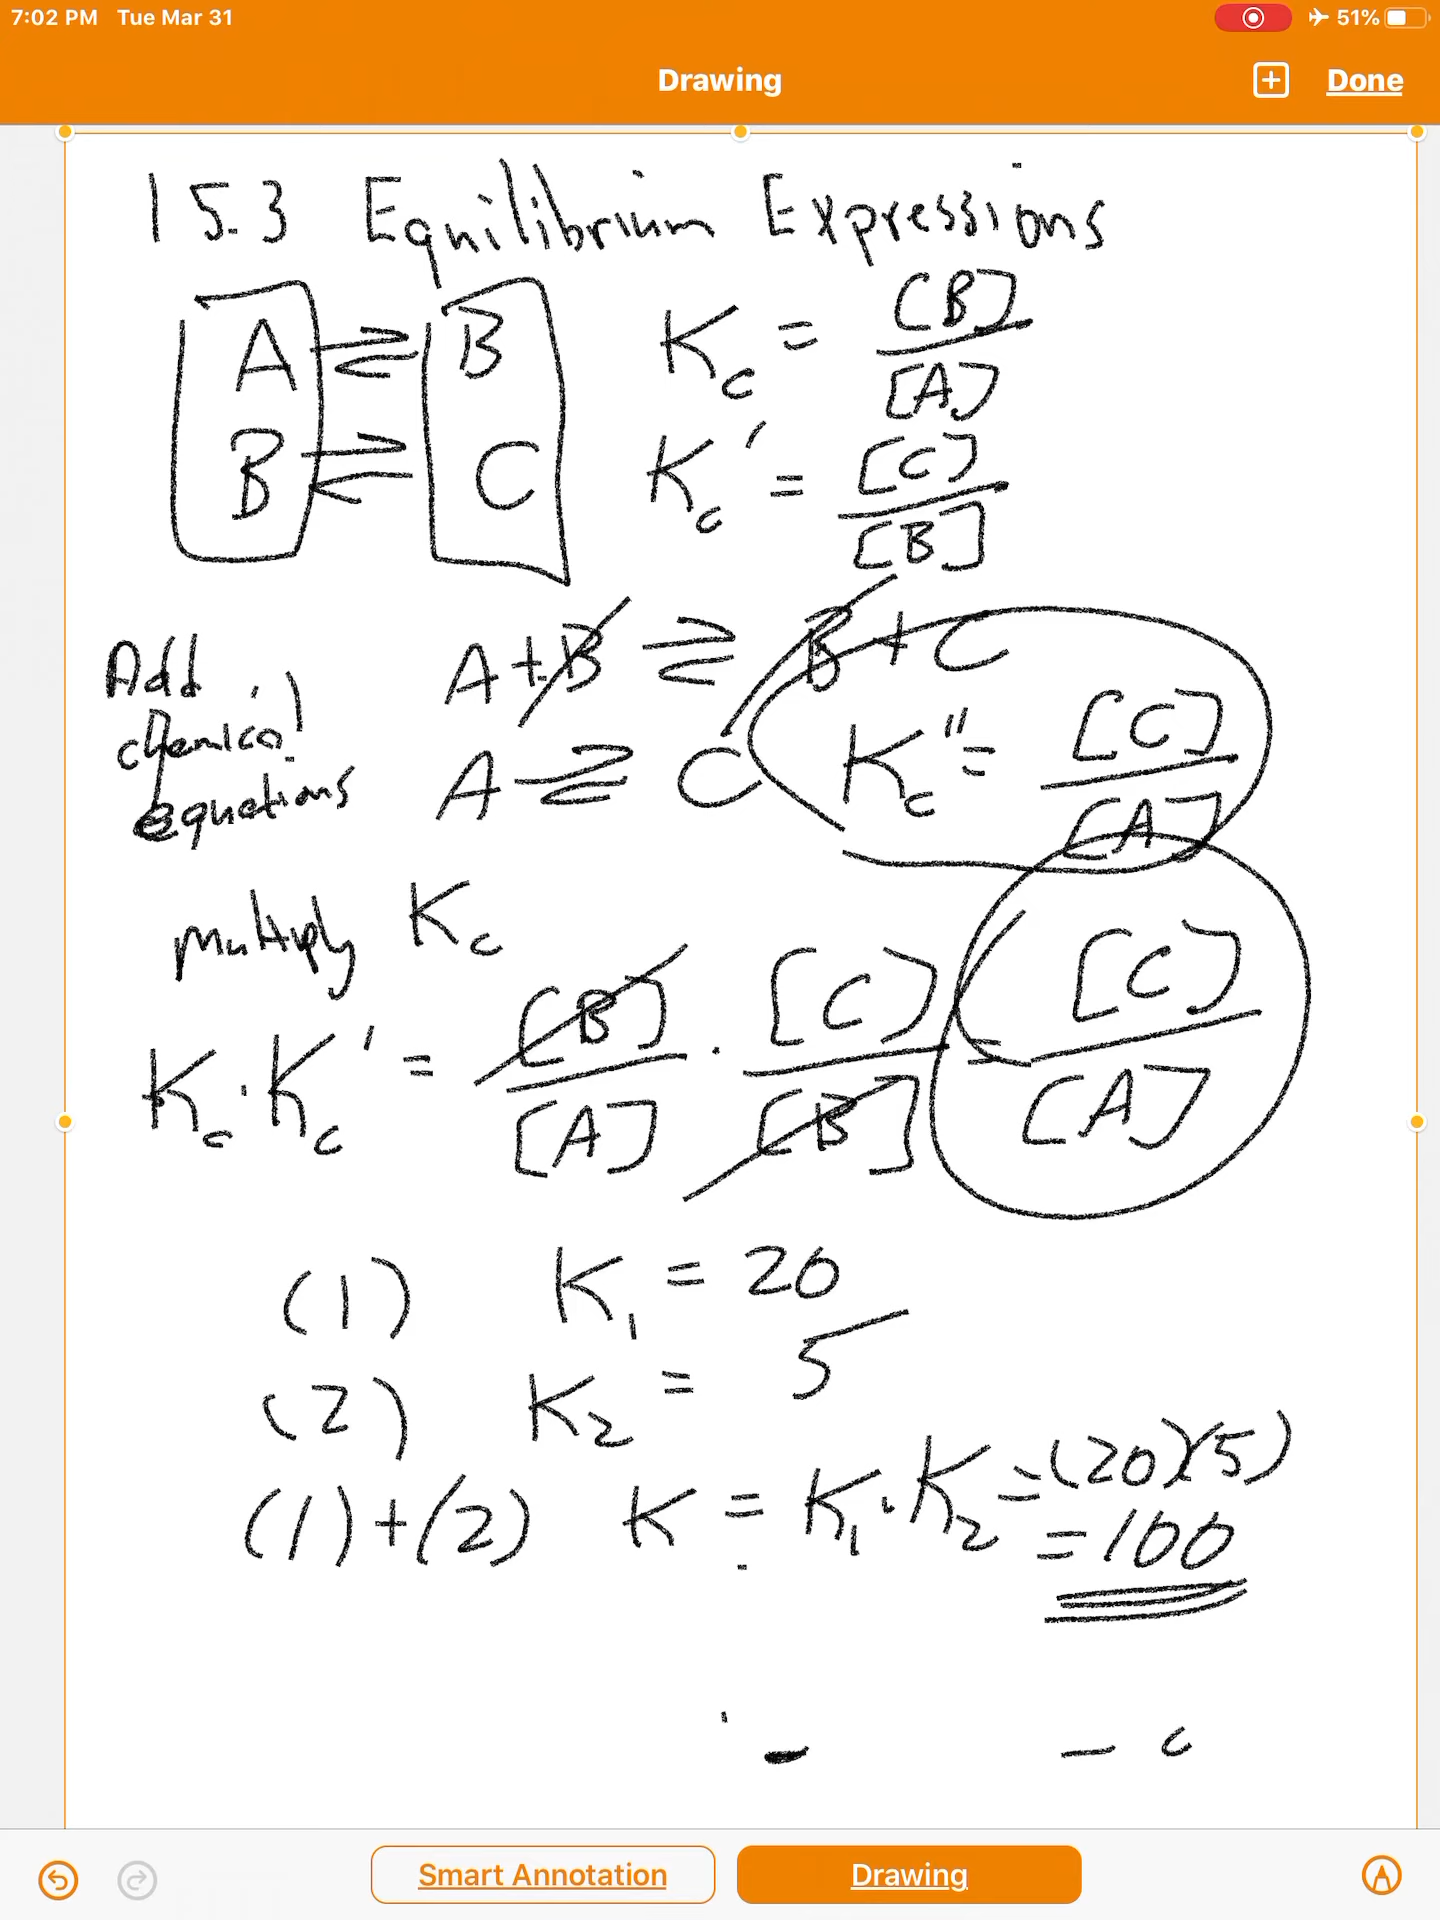 7:02 PM Tue Mar 31 51%
Drawing Done
15.3 Equilibrium Expressions
A ⇌ B Kc = [B]/[A]
B ⇌ C Kc' = [C]/[B]
Add chemical equations
A + B ⇌ B + C
A ⇌ C Kc'' = [C]/[A]
Multiply Kc
Kc · Kc' = [B]/[A] · [C]/[B] = [C]/[A]
(1) K1 = 20
(2) K2 = 5
(1)+(2) K = K1 · K2 = (20)(5)
= 100
Smart Annotation Drawing